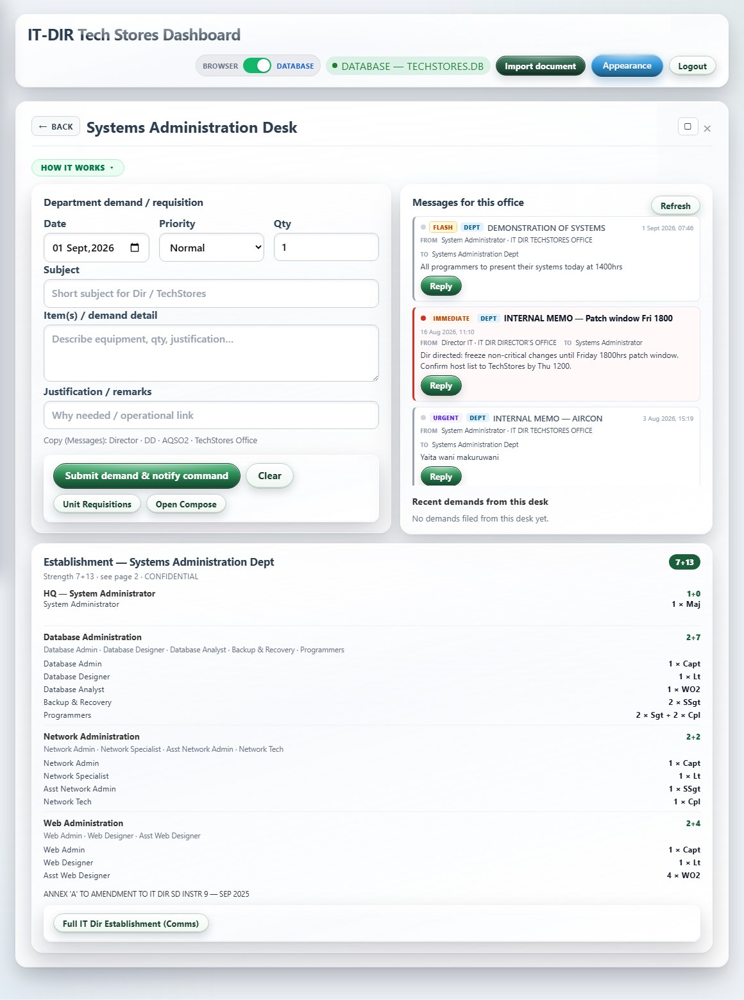 IT-DIR Tech Stores Dashboard
BROWSER DATABASE DATABASE — TECHSTORES.DB Import document Appearance Logout
← BACK Systems Administration Desk ×
HOW IT WORKS
Department demand / requisition
Date Priority Qty
01 Sept,2026 Normal 1
Subject
Short subject for Dir / TechStores
Item(s) / demand detail
Describe equipment, qty, justification...
Justification / remarks
Why needed / operational link
Copy (Messages): Director · DD · AQSO2 · TechStores Office
Submit demand & notify command Clear
Unit Requisitions Open Compose
Messages for this office
Refresh
FLASH DEPT DEMONSTRATION OF SYSTEMS 1 Sept 2026, 07:46
FROM System Administrator · IT DIR TECHSTORES OFFICE
TO Systems Administration Dept
All programmers to present their systems today at 1400hrs
Reply
IMMEDIATE DEPT INTERNAL MEMO — Patch window Fri 1800
16 Aug 2026, 11:10
FROM Director IT · IT DIR DIRECTOR'S OFFICE TO Systems Administrator
Dir directed: freeze non-critical changes until Friday 1800hrs patch window.
Confirm host list to TechStores by Thu 1200.
Reply
URGENT DEPT INTERNAL MEMO — AIRCON 3 Aug 2026, 15:19
FROM System Administrator · IT DIR TECHSTORES OFFICE
TO Systems Administration Dept
Yaita wani makuruwani
Reply
Recent demands from this desk
No demands filed from this desk yet.
Establishment — Systems Administration Dept 7+13
Strength 7+13 · see page 2 · CONFIDENTIAL
HQ — System Administrator 1+0
System Administrator 1 × Maj
Database Administration 2+7
Database Admin · Database Designer · Database Analyst · Backup & Recovery · Programmers
Database Admin 1 × Capt
Database Designer 1 × Lt
Database Analyst 1 × WO2
Backup & Recovery 2 × SSgt
Programmers 2 × Sgt + 2 × Cpl
Network Administration 2+2
Network Admin · Network Specialist · Asst Network Admin · Network Tech
Network Admin 1 × Capt
Network Specialist 1 × Lt
Asst Network Admin 1 × SSgt
Network Tech 1 × Cpl
Web Administration 2+4
Web Admin · Web Designer · Asst Web Designer
Web Admin 1 × Capt
Web Designer 1 × Lt
Asst Web Designer 4 × WO2
ANNEX 'A' TO AMENDMENT TO IT DIR SD INSTR 9 — SEP 2025
Full IT Dir Establishment (Comms)